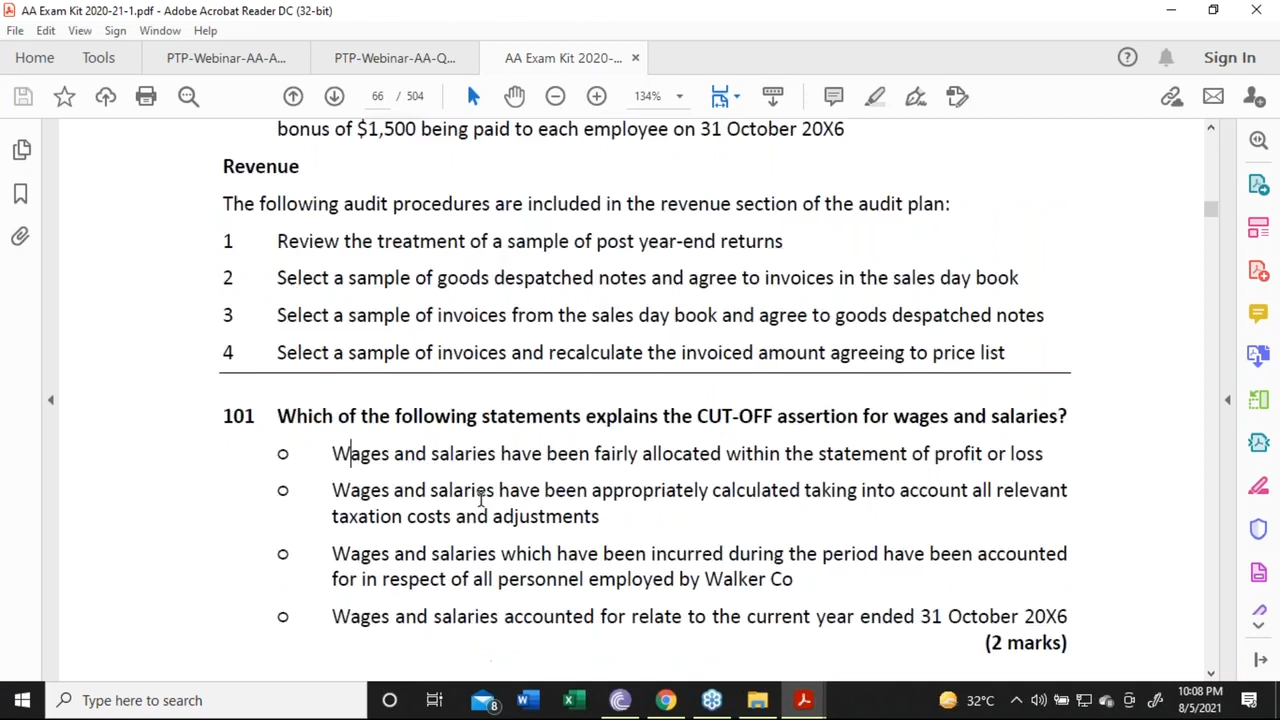 AA Exam Kit 2020-21-1.pdf - Adobe Acrobat Reader DC (32-bit)
File Edit View Sign Window Help
Home Tools PTP-Webinar-AA-A... PTP-Webinar-AA-Q... AA Exam Kit 2020-... Sign In
66 / 504 134%
bonus of $1,500 being paid to each employee on 31 October 20X6
Revenue
The following audit procedures are included in the revenue section of the audit plan:
1 Review the treatment of a sample of post year-end returns
2 Select a sample of goods despatched notes and agree to invoices in the sales day book
3 Select a sample of invoices from the sales day book and agree to goods despatched notes
4 Select a sample of invoices and recalculate the invoiced amount agreeing to price list
101 Which of the following statements explains the CUT-OFF assertion for wages and salaries?
Wages and salaries have been fairly allocated within the statement of profit or loss
Wages and salaries have been appropriately calculated taking into account all relevant
taxation costs and adjustments
Wages and salaries which have been incurred during the period have been accounted
for in respect of all personnel employed by Walker Co
Wages and salaries accounted for relate to the current year ended 31 October 20X6
(2 marks)
Type here to search 8 32°C 10:08 PM
8/5/2021